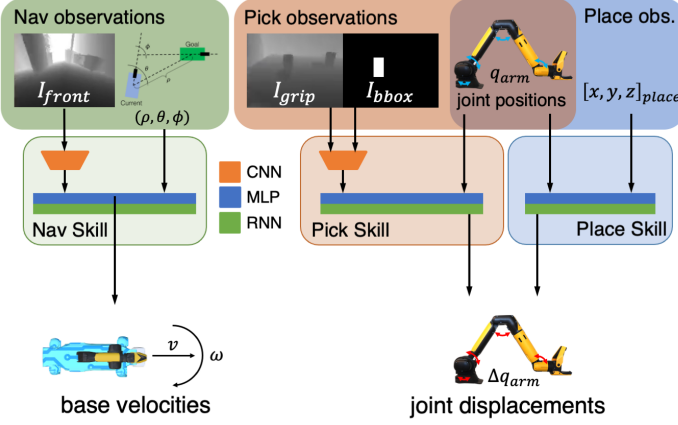 Nav observations
Goal
ϕ
θ
ρ
Current
I_front
(ρ, θ, ϕ)
Pick observations
I_grip
I_bbox
q_arm
joint positions
Place obs.
[x, y, z]_place
CNN
MLP
RNN
Nav Skill
Pick Skill
Place Skill
v
ω
base velocities
Δq_arm
joint displacements